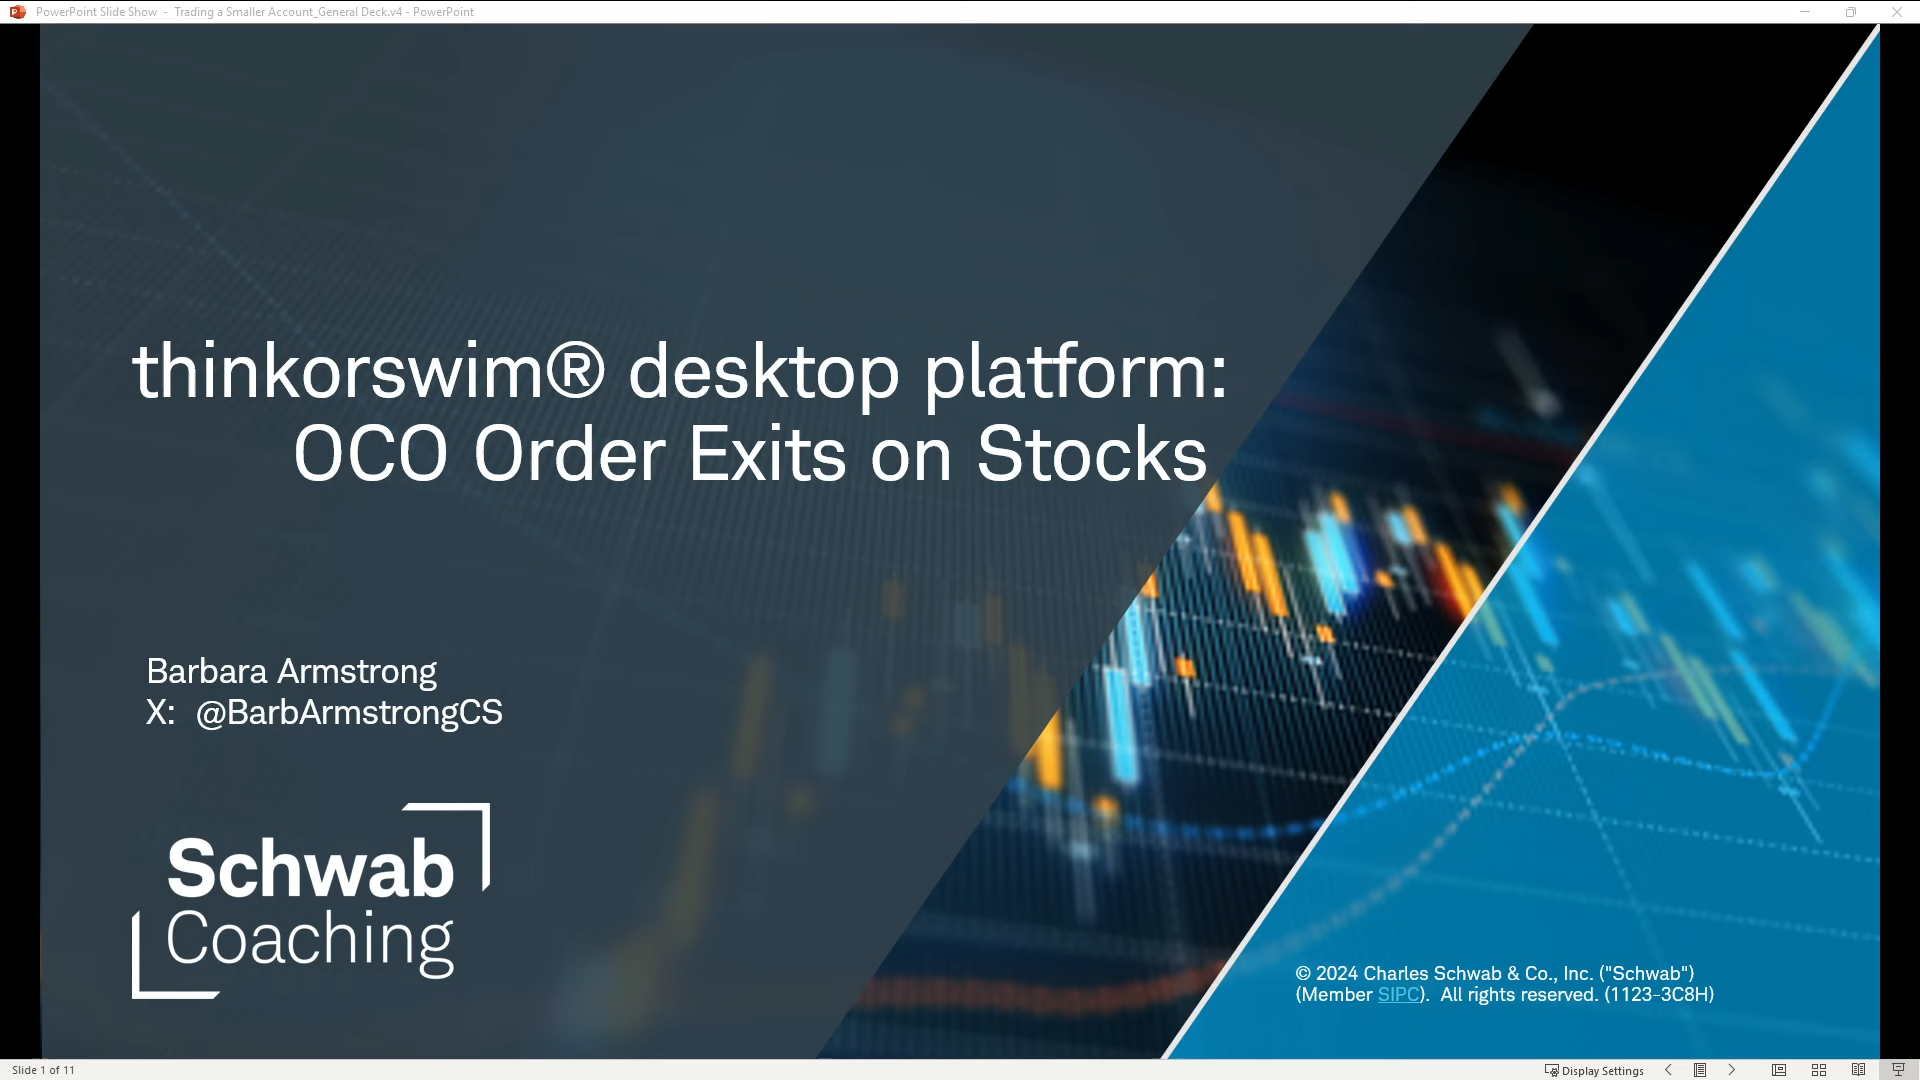 PowerPoint Slide Show - Trading a Smaller Account_General Deck.v4 - PowerPoint
thinkorswim® desktop platform:
OCO Order Exits on Stocks
Barbara Armstrong
X: @BarbArmstrongCS
Schwab
Coaching
© 2024 Charles Schwab & Co., Inc. ("Schwab")
(Member SIPC). All rights reserved. (1123-3C8H)
Slide 1 of 11
Display Settings